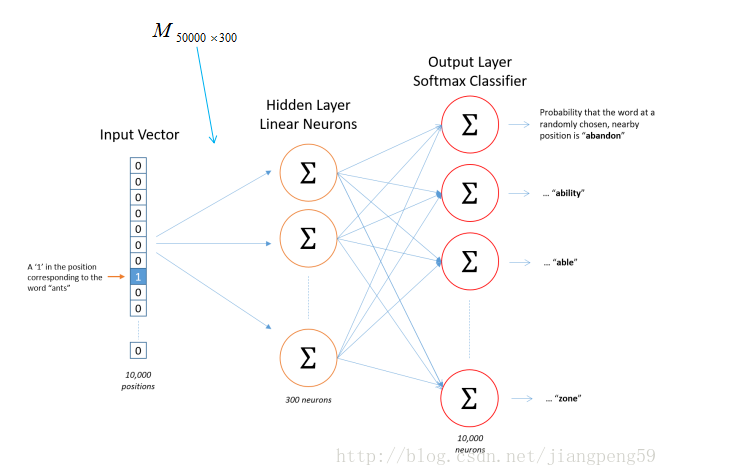 M 50000 ×300
Output Layer
Softmax Classifier
Hidden Layer
Linear Neurons
Input Vector
Probability that the word at a
randomly chosen, nearby
position is “abandon”
0
0
0
0
0
0
0
1
0
0
0
A ‘1’ in the position
corresponding to the
word “ants”
Σ
Σ
Σ
Σ
Σ
Σ
Σ
... “ability”
... “able”
... “zone”
10,000
positions
300 neurons
10,000
neurons
http://blog.csdn.net/jiangpeng59